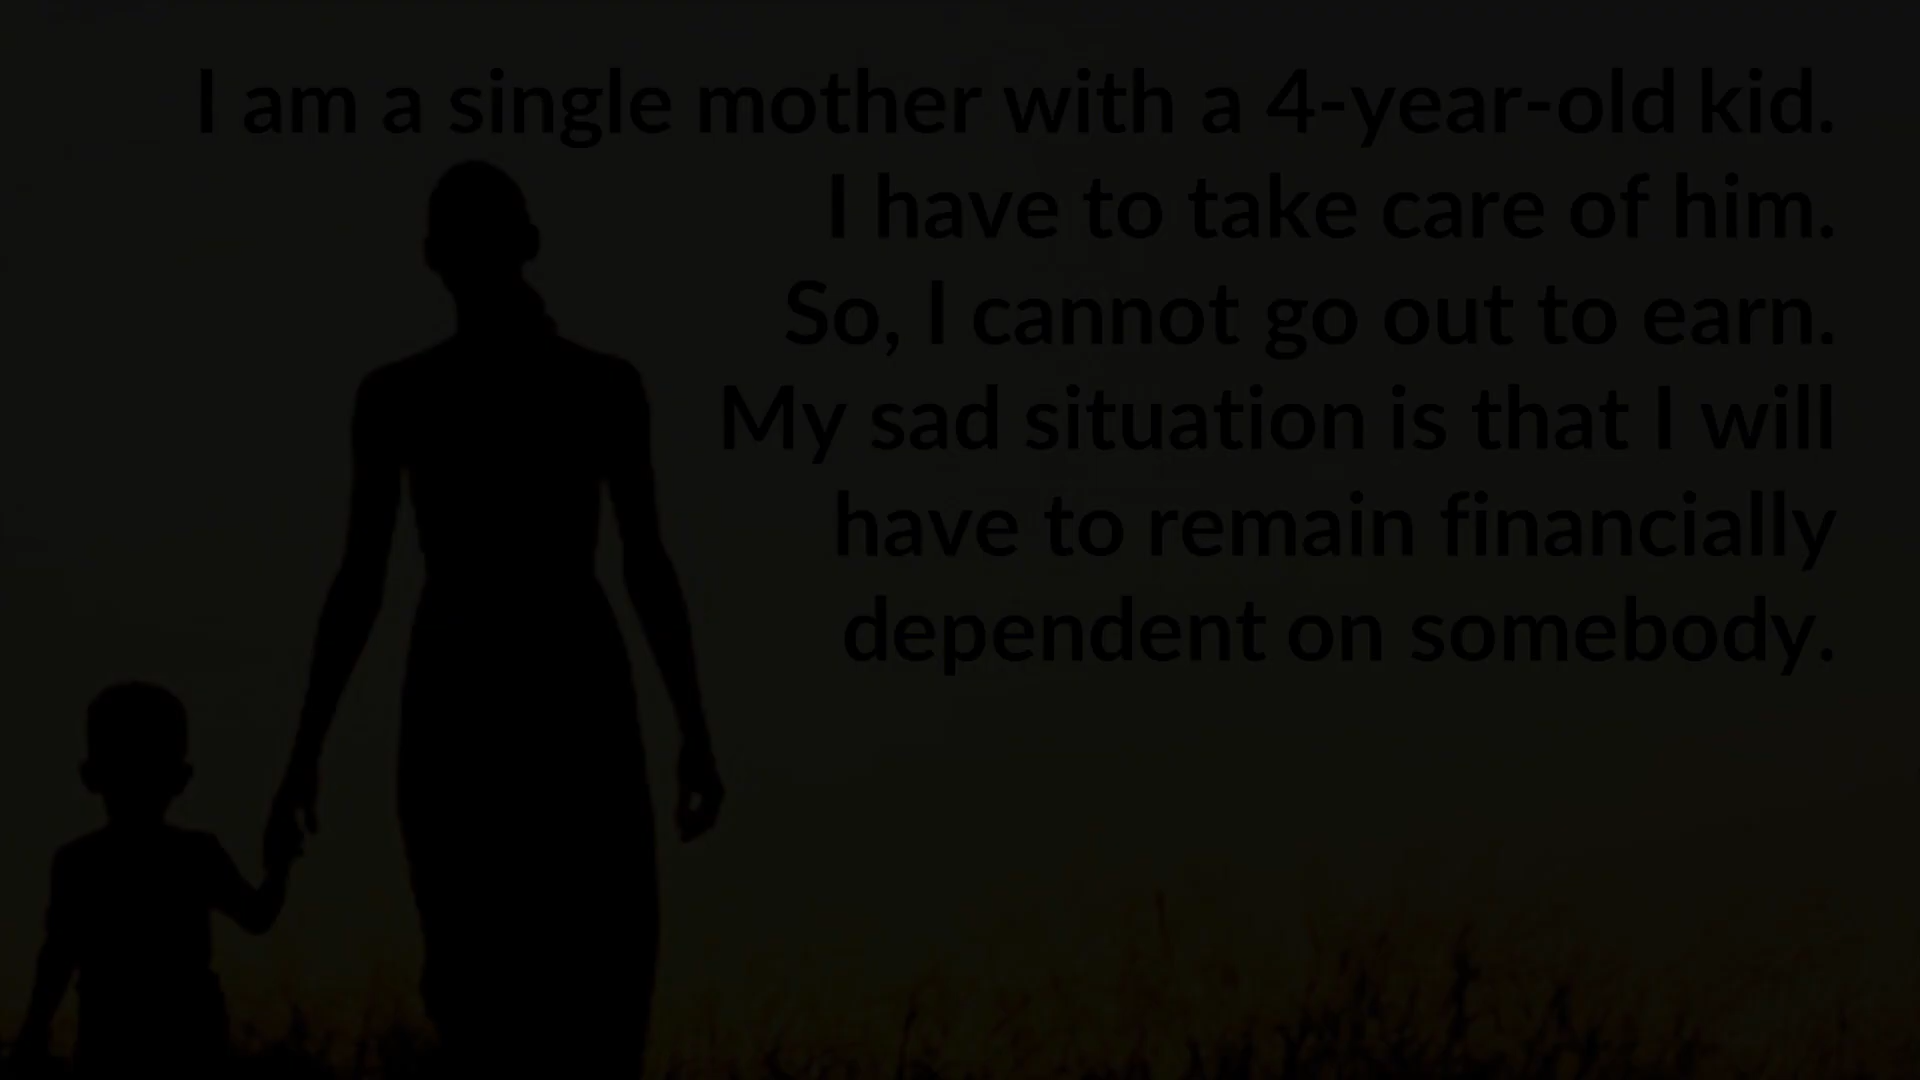 I am a single mother with a 4-year-old kid.
I have to take care of him.
So, I cannot go out to earn.
My sad situation is that I will
have to remain financially
dependent on somebody.